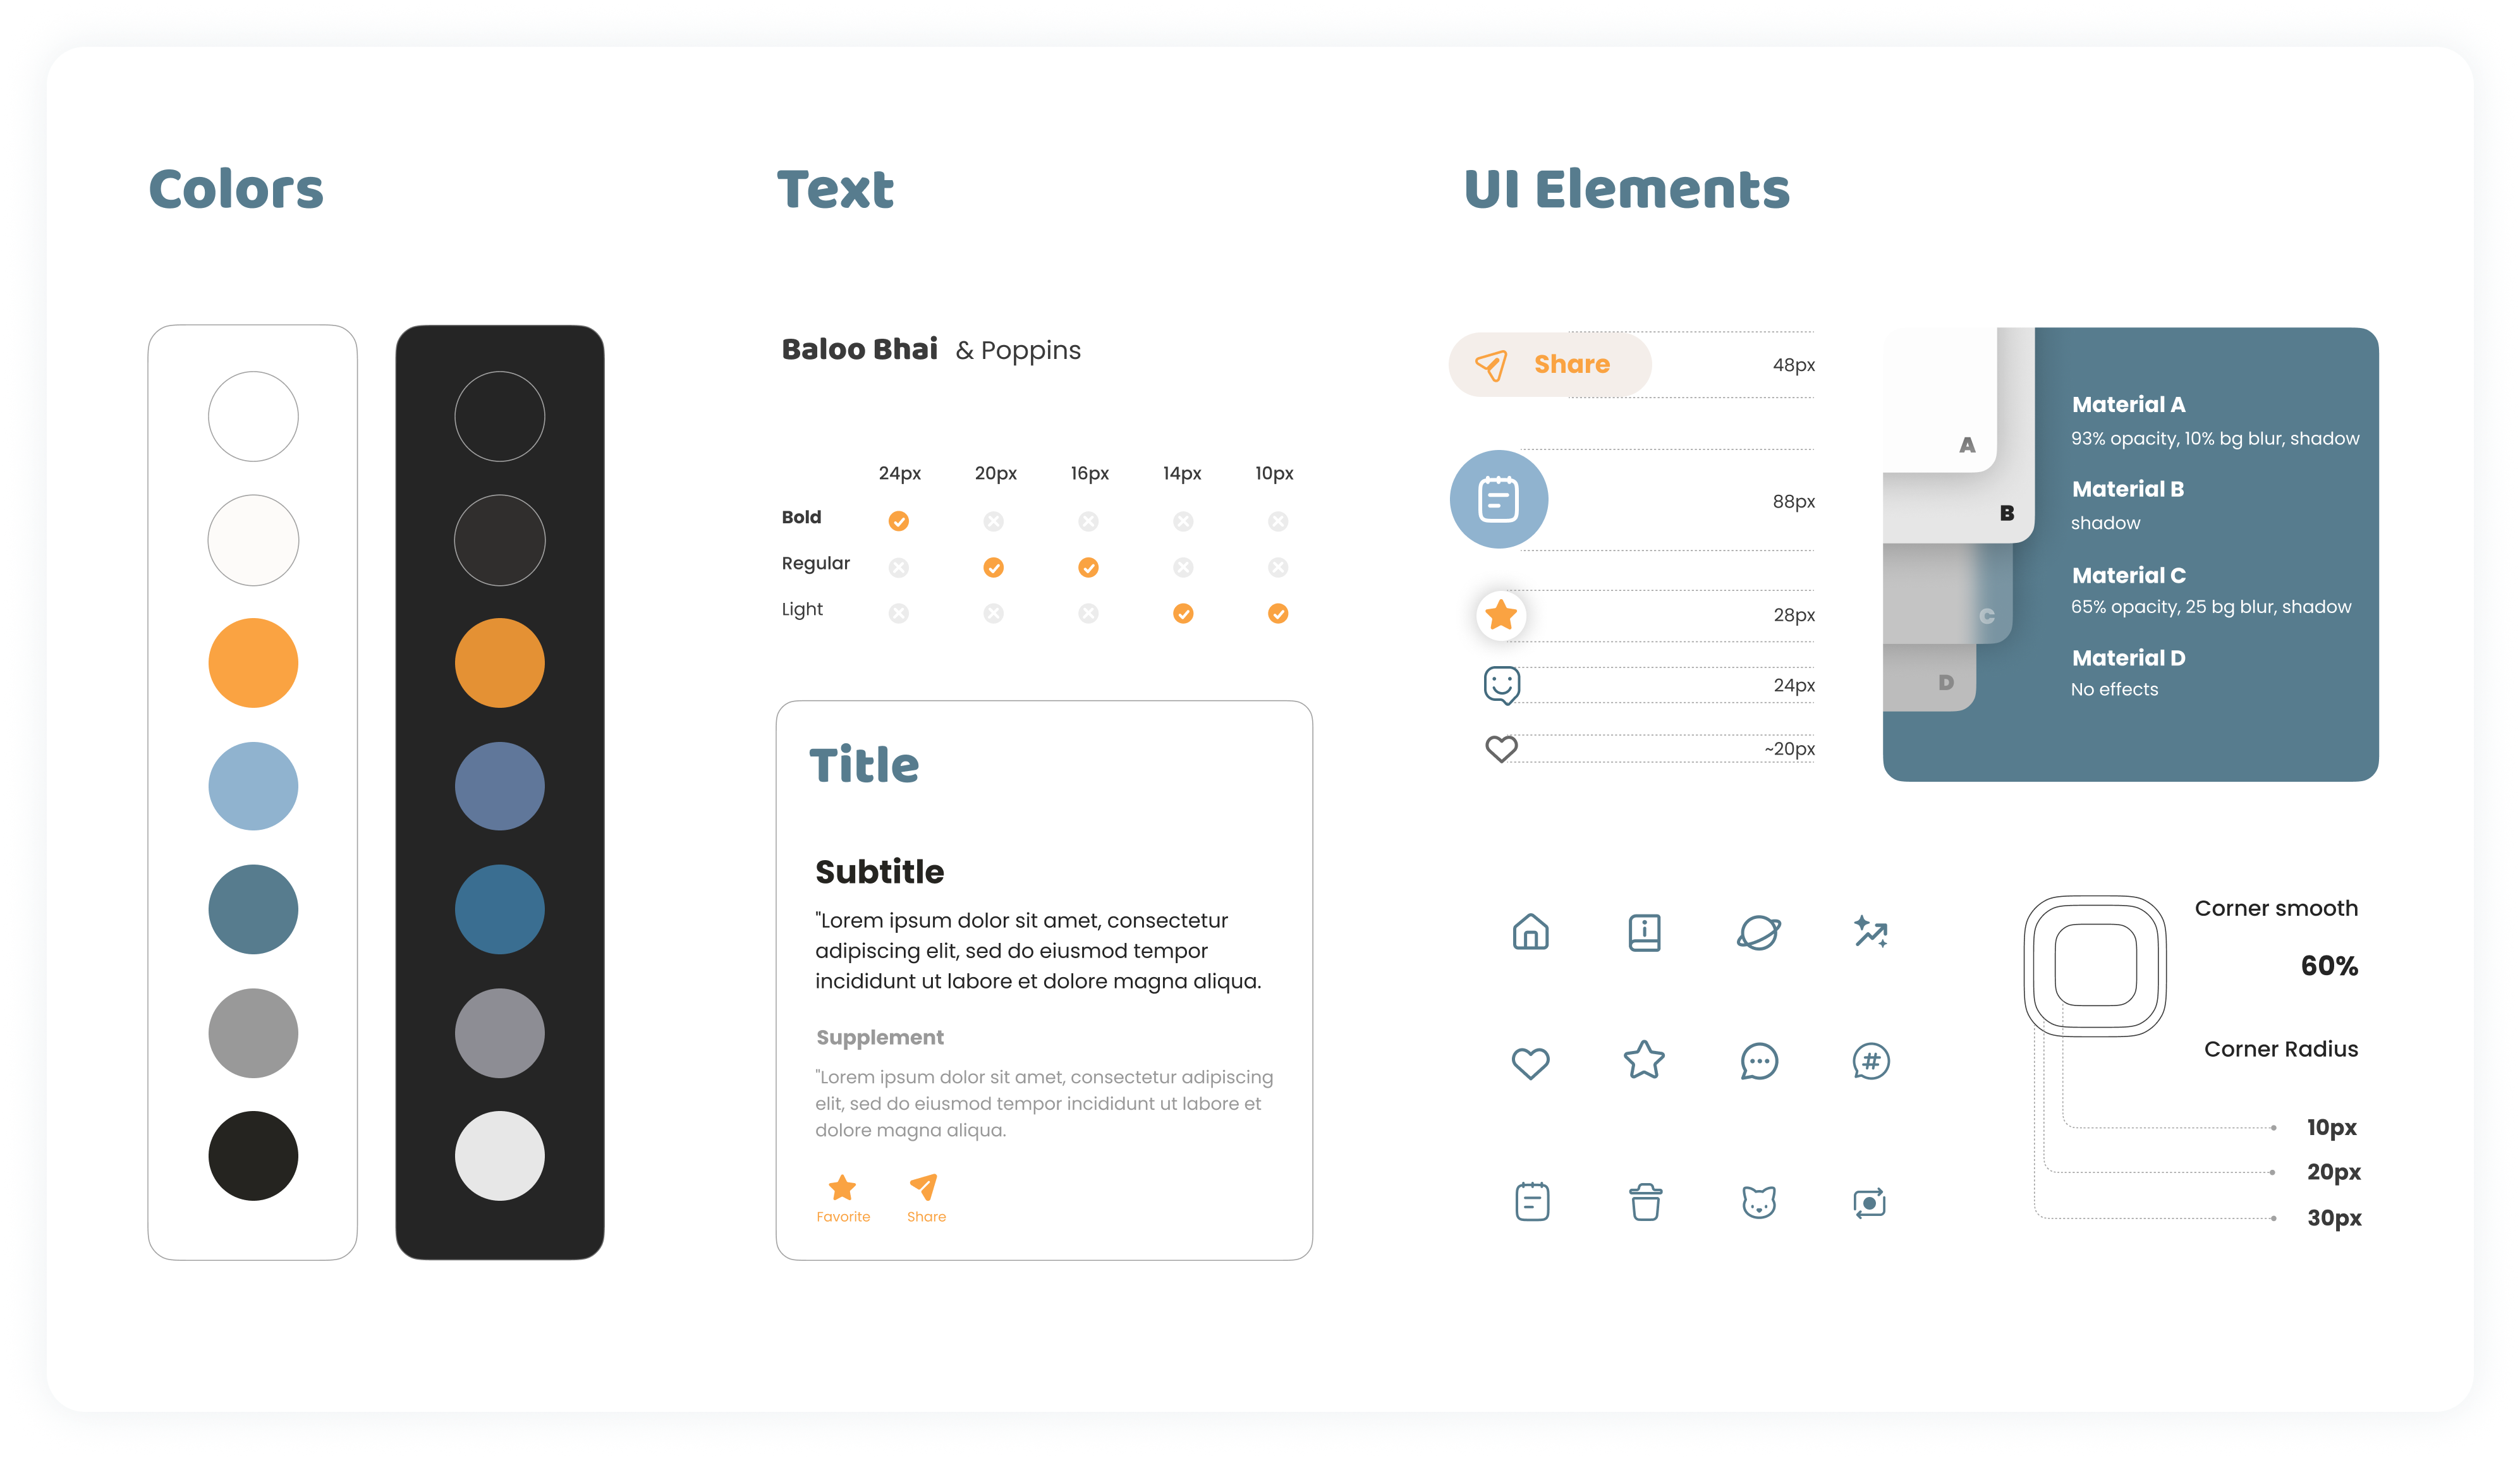 Colors
Text
Baloo Bhai & Poppins
24px 20px 16px 14px 10px
Bold
Regular
Light
Title
Subtitle
"Lorem ipsum dolor sit amet, consectetur
adipiscing elit, sed do eiusmod tempor
incididunt ut labore et dolore magna aliqua.
Supplement
"Lorem ipsum dolor sit amet, consectetur adipiscing
elit, sed do eiusmod tempor incididunt ut labore et
dolore magna aliqua.
Favorite Share
UI Elements
Share 48px
88px
28px
24px
~20px
A
B
C
D
Material A
93% opacity, 10% bg blur, shadow
Material B
shadow
Material C
65% opacity, 25 bg blur, shadow
Material D
No effects
#
Corner smooth
60%
Corner Radius
10px
20px
30px